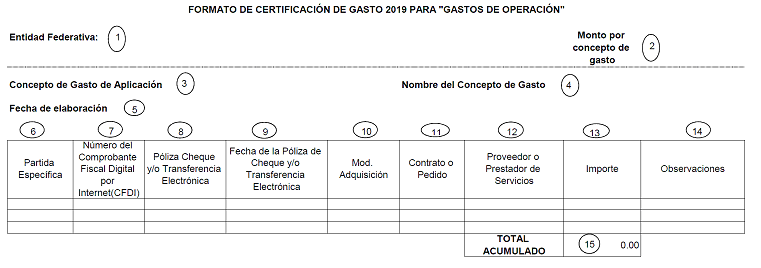 FORMATO DE CERTIFICACIÓN DE GASTO 2019 PARA "GASTOS DE OPERACIÓN"
Entidad Federativa: 1
Monto por
concepto de
gasto
2
Concepto de Gasto de Aplicación 3
Nombre del Concepto de Gasto 4
Fecha de elaboración 5
6 7 8 9 10 11 12 13 14
Partida
Específica
Número del
Comprobante
Fiscal Digital
por
Internet(CFDI)
Póliza Cheque
y/o Transferencia
Electrónica
Fecha de la Póliza de
Cheque y/o
Transferencia
Electrónica
Mod.
Adquisición
Contrato o
Pedido
Proveedor o
Prestador de
Servicios
Importe
Observaciones
TOTAL
ACUMULADO
15 0.00